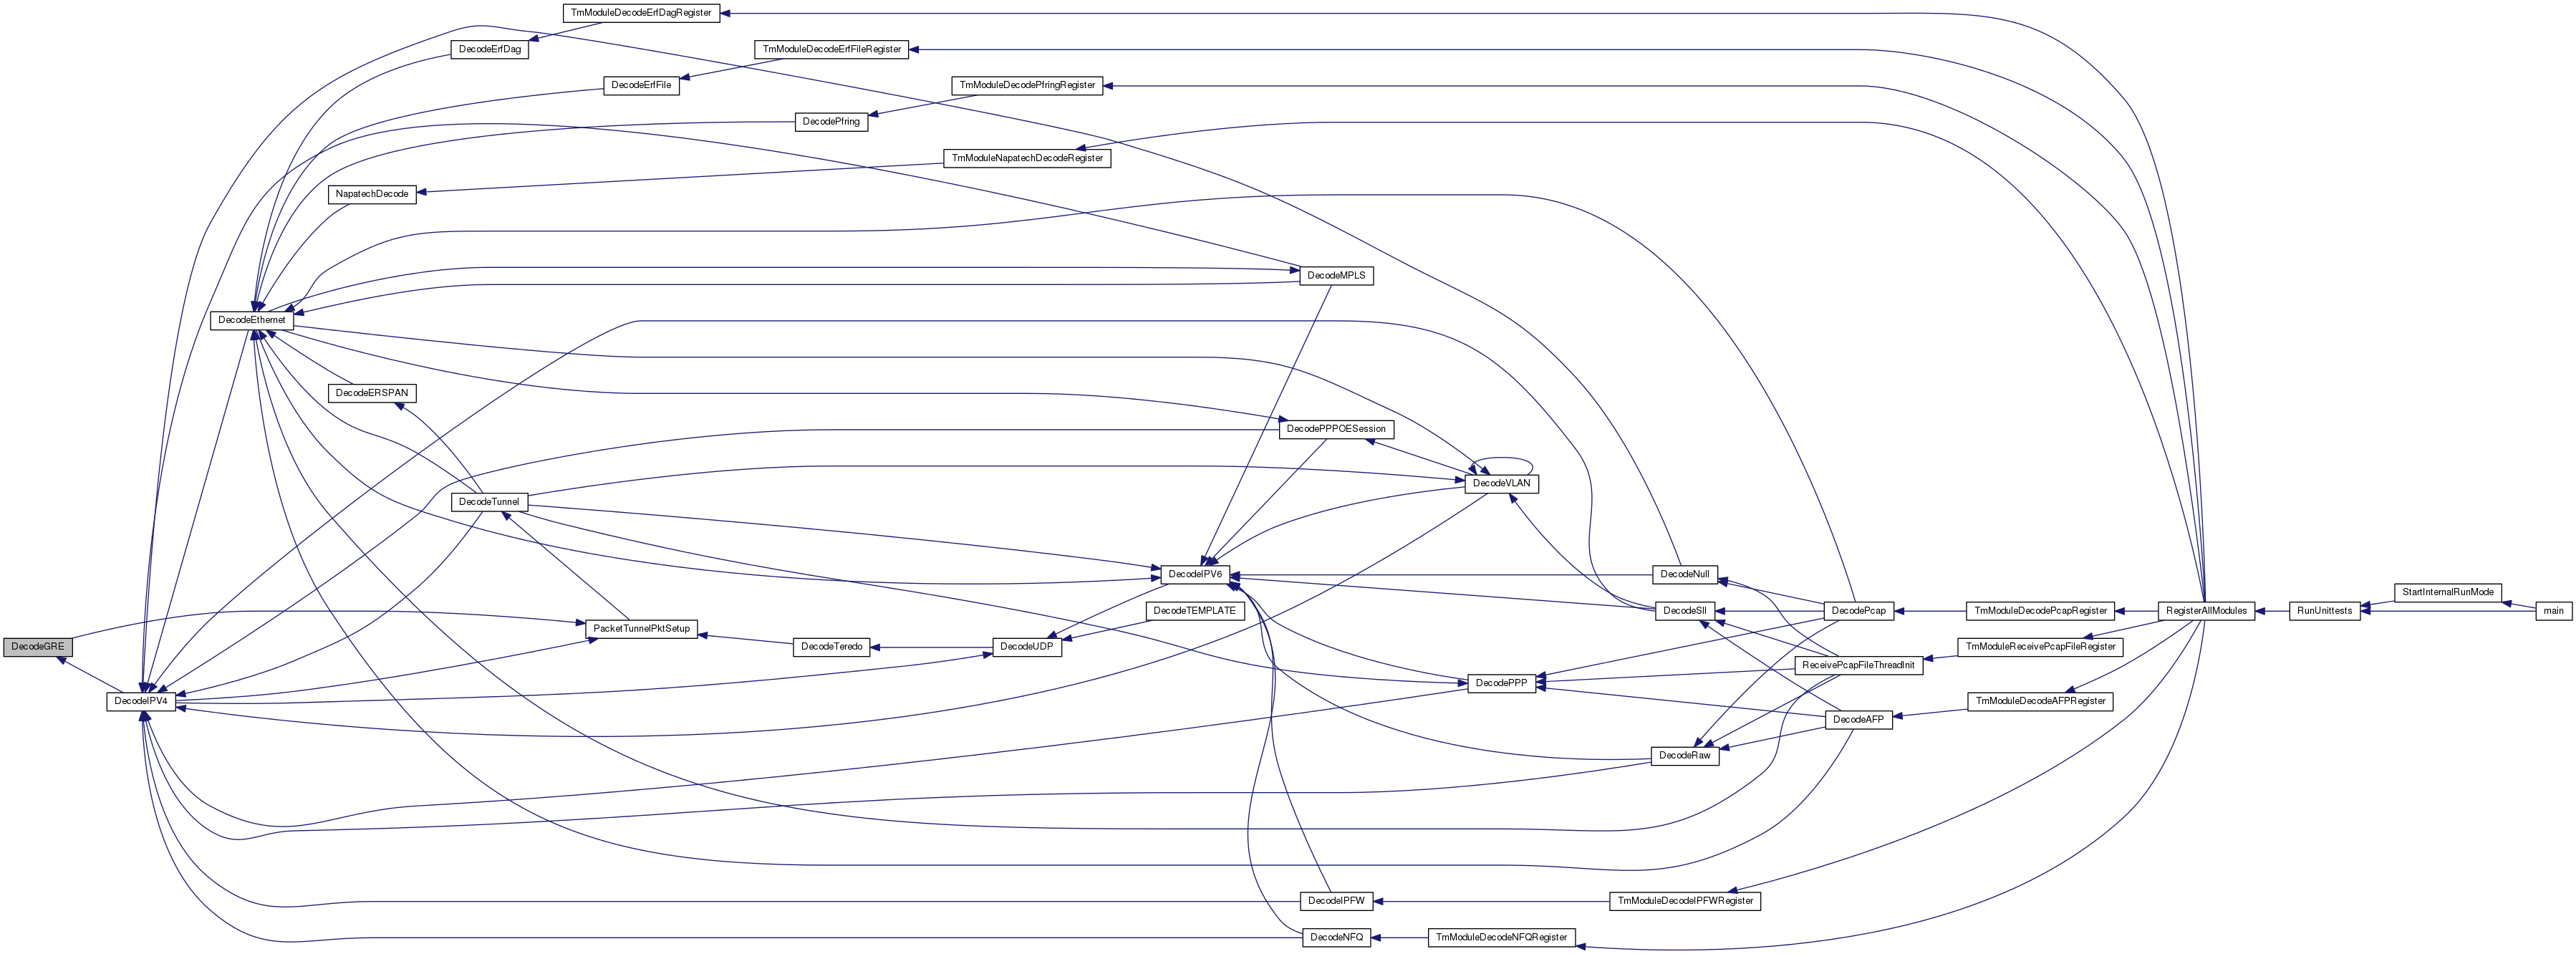 TmModuleDecodeErfDagRegister
DecodeErfDag
TmModuleDecodeErfFileRegister
DecodeErfFile
TmModuleDecodePfringRegister
DecodePfring
TmModuleNapatechDecodeRegister
NapatechDecode
DecodeMPLS
DecodeEthernet
DecodeERSPAN
DecodePPPOESession
DecodeVLAN
DecodeTunnel
DecodeIPV6
DecodeNull
StartInternalRunMode
DecodeTEMPLATE
DecodeSll
DecodePcap
TmModuleDecodePcapRegister
RegisterAllModules
RunUnittests
main
PacketTunnelPktSetup
DecodeGRE
DecodeTeredo
DecodeUDP
TmModuleReceivePcapFileRegister
ReceivePcapFileThreadInit
DecodePPP
DecodeIPV4
TmModuleDecodeAFPRegister
DecodeAFP
DecodeRaw
DecodeIPFW
TmModuleDecodeIPFWRegister
DecodeNFQ
TmModuleDecodeNFQRegister